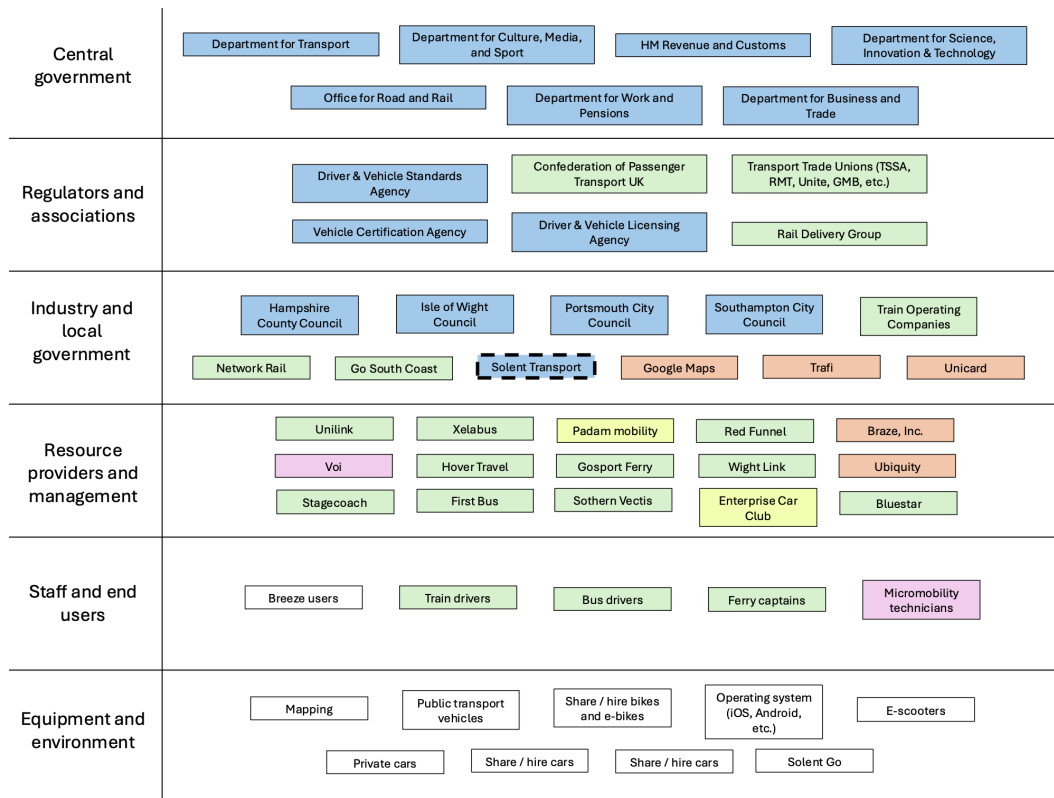 Central
government
Department for Transport
Department for Culture, Media,
and Sport
HM Revenue and Customs
Department for Science,
Innovation & Technology
Office for Road and Rail
Department for Work and
Pensions
Department for Business and
Trade
Regulators and
associations
Driver & Vehicle Standards
Agency
Confederation of Passenger
Transport UK
Transport Trade Unions (TSSA,
RMT, Unite, GMB, etc.)
Vehicle Certification Agency
Driver & Vehicle Licensing
Agency
Rail Delivery Group
Industry and
local
government
Hampshire
County Council
Isle of Wight
Council
Portsmouth City
Council
Southampton City
Council
Train Operating
Companies
Network Rail
Go South Coast
Solent Transport
Google Maps
Trafi
Unicard
Resource
providers and
management
Unilink
Xelabus
Padam mobility
Red Funnel
Braze, Inc.
Voi
Hover Travel
Gosport Ferry
Wight Link
Ubiquity
Stagecoach
First Bus
Sothern Vectis
Enterprise Car
Club
Bluestar
Staff and end
users
Breeze users
Train drivers
Bus drivers
Ferry captains
Micromobility
technicians
Equipment and
environment
Mapping
Public transport
vehicles
Share / hire bikes
and e-bikes
Operating system
(iOS, Android,
etc.)
E-scooters
Private cars
Share / hire cars
Share / hire cars
Solent Go